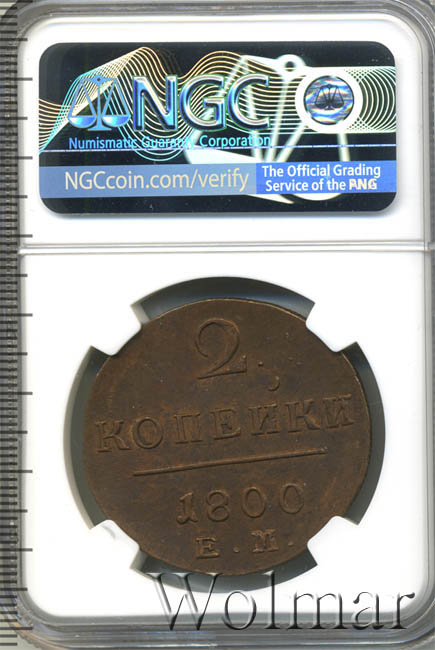 NGC
Numismatic Guaranty Corporation
NGCcoin.com/verify
The Official Grading
Service of the PNG
2
КОПЕЙКИ
1800
Е.М.
Wolmar